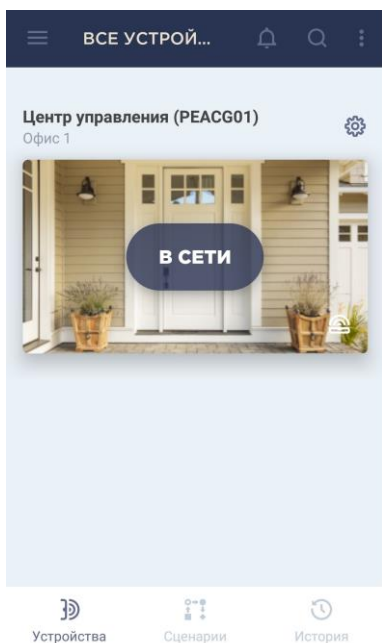 ВСЕ УСТРОЙ...
Центр управления (PEACG01)
Офис 1
В СЕТИ
Устройства
Сценарии
История